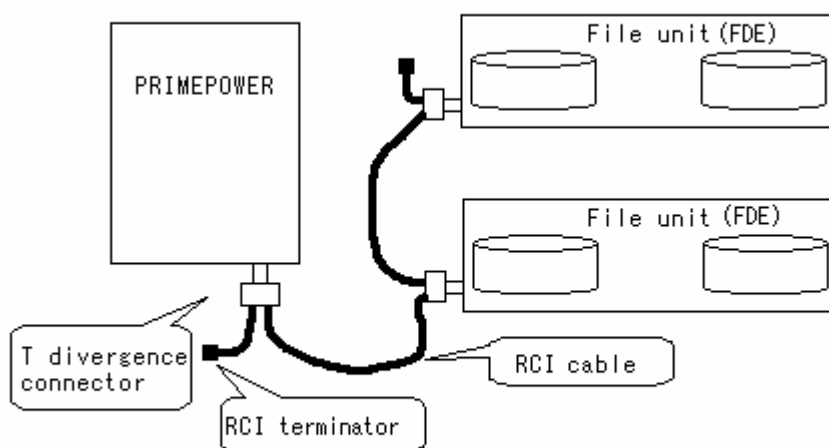 File unit (FDE)
PRIMEPOWER
File unit (FDE)
T divergence
connector
RCI cable
RCI terminator